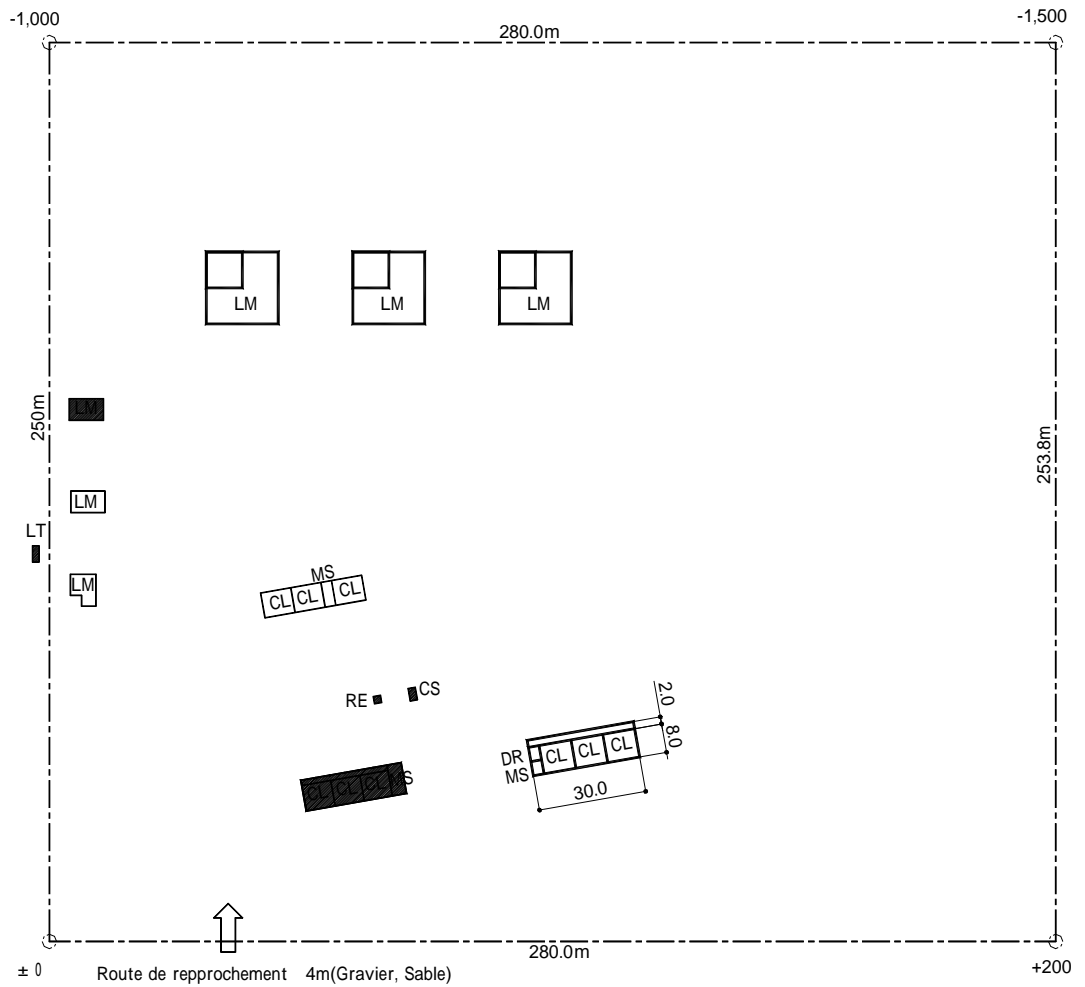 -1,000
-1,500
280.0m
LM
LM
LM
250m
LM
253.8m
LM
LT
LM
MS
CL
CL
CL
RE
CS
2.0
8.0
DR
CL
CL
CL
MS
CL
CL
CL
MS
30.0
280.0m
± 0
Route de repprochement 4m(Gravier, Sable)
+200